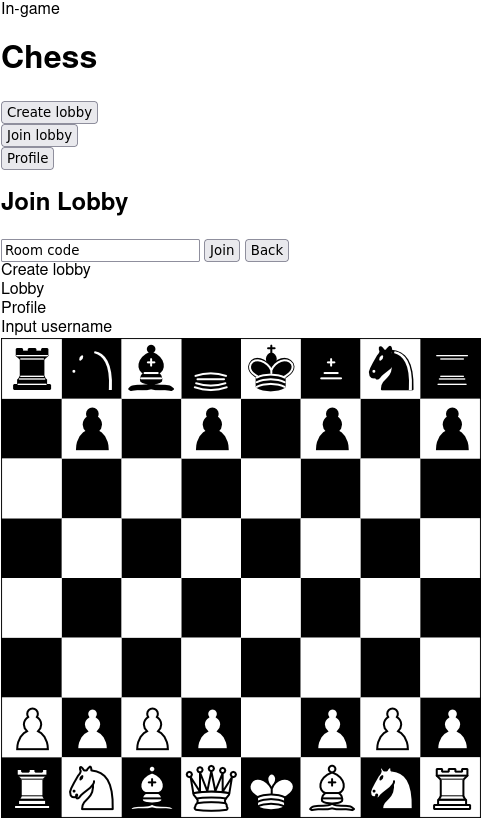 In-game
Chess
Create lobby
Join lobby
Profile
Join Lobby
Room code Join Back
Create lobby
Lobby
Profile
Input username